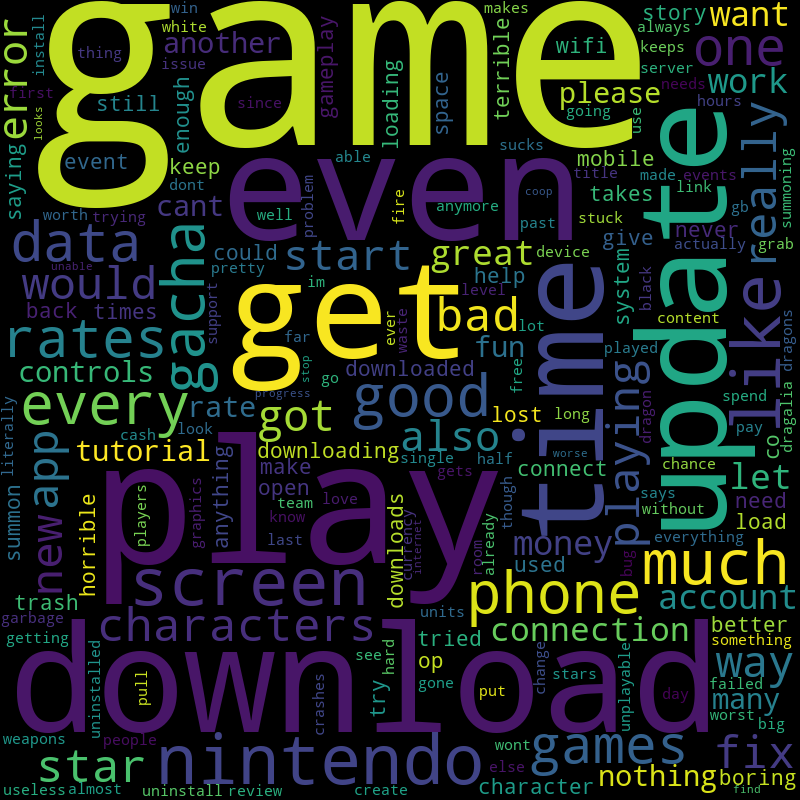 game
win
white
install
thing
issue
another
first
since
gameplay
makes
terrible
wifi
story
always
keeps
server
want
one
error
still
saying
enough
loading
space
please
going
use
needs
work
hours
event
keep
even
able
sucks
mobile
title
made
events
link
gb
summoning
dont
worth
trying
cant
well
problem
fire
anymore
past
coop
takes
stuck
never
actually
grab
update
really
data
gacha
could
start
great
device
give
system
black
unable
would
pretty
support
im
get
help
level
lot
bad
content
back
times
far
ever
waste
fun
free
played
like
dragons
dragalia
rates
controls
stop
go
downloaded
time
playing
dragon
spend
every
rate
progress
good
look
cash
got
lost
long
worse
pay
co
chance
literally
app
tutorial
downloading
also
single
half
connect
let
summon
new
anything
make
open
love
gets
says
without
need
load
horrible
players
graphics
team
know
last
play
downloads
currency
internet
room
already
though
money
used
bug
everything
much
screen
trash
garbage
getting
characters
units
phone
account
connection
better
something
uninstalled
tried
op
see
hard
try
gone
stars
change
unplayable
way
failed
many
worst
big
download
pull
put
day
crashes
weapons
people
nintendo
wont
else
games
fix
star
nothing
boring
useless
almost
uninstall
review
create
character
find